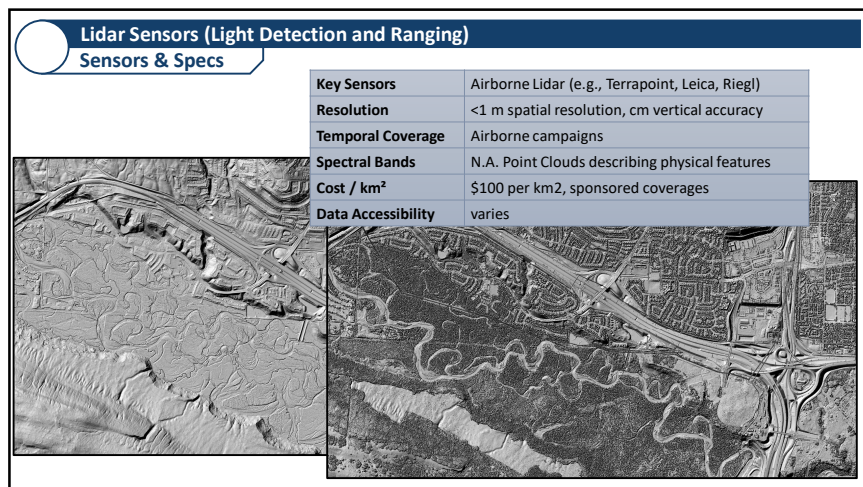 Lidar Sensors (Light Detection and Ranging)
Sensors & Specs
Key Sensors Airborne Lidar (e.g., Terrapoint, Leica, Riegl)
Resolution <1 m spatial resolution, cm vertical accuracy
Temporal Coverage Airborne campaigns
Spectral Bands N.A. Point Clouds describing physical features
Cost / km² $100 per km2, sponsored coverages
Data Accessibility varies